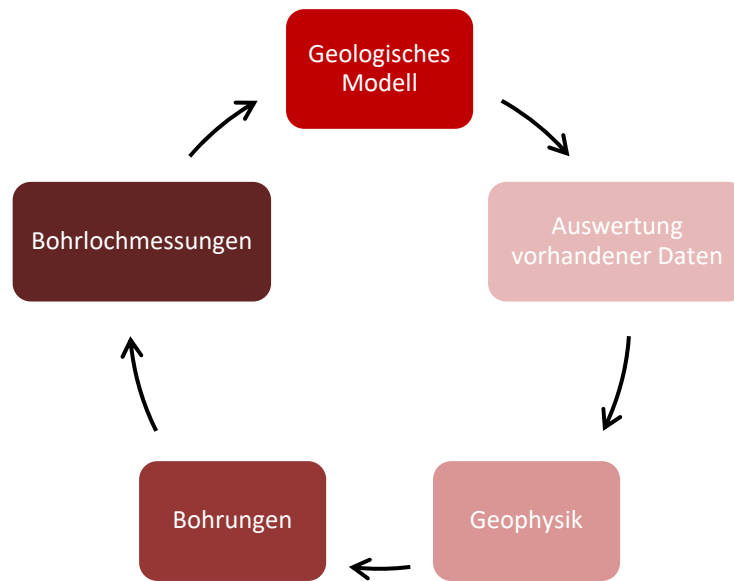 Geologisches
Modell
Auswertung
vorhandener Daten
Geophysik
Bohrungen
Bohrlochmessungen